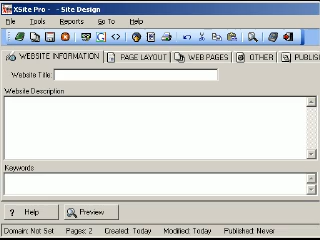 XSite Pro - - Site Design
File Tools Reports Go To Help
WEBSITE INFORMATION PAGE LAYOUT WEB PAGES OTHER PUBLISH
Website Title:
Website Description
Keywords
? Help Preview
Domain: Not Set Pages: 2 Created: Today Modified: Today Published: Never